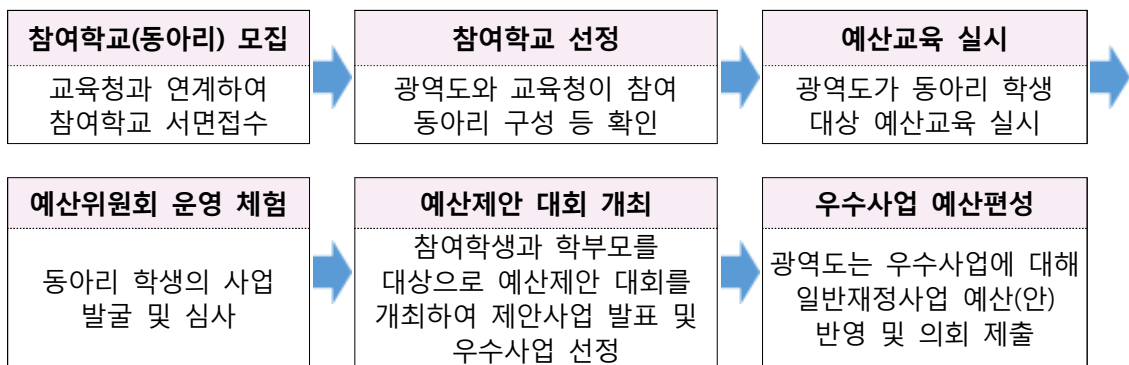 참여학교(동아리) 모집
교육청과 연계하여
참여학교 서면접수
참여학교 선정
광역도와 교육청이 참여
동아리 구성 등 확인
예산교육 실시
광역도가 동아리 학생
대상 예산교육 실시
예산위원회 운영 체험
동아리 학생의 사업
발굴 및 심사
예산제안 대회 개최
참여학생과 학부모를
대상으로 예산제안 대회를
개최하여 제안사업 발표 및
우수사업 선정
우수사업 예산편성
광역도는 우수사업에 대해
일반재정사업 예산(안)
반영 및 의회 제출